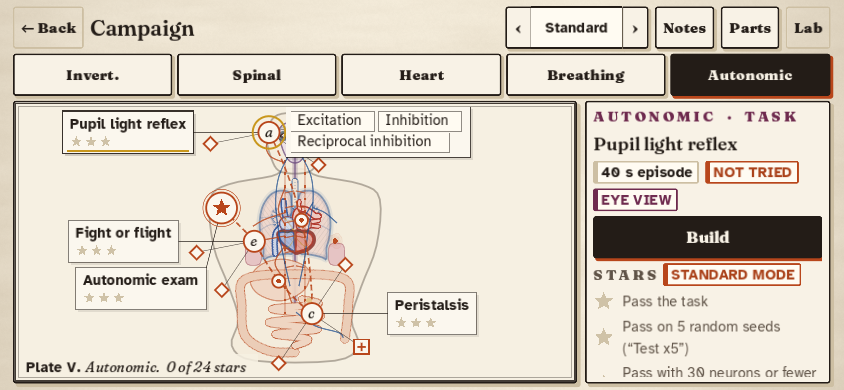 ← Back
Campaign
‹ Standard ›
Notes
Parts
Lab
Invert.
Spinal
Heart
Breathing
Autonomic
Pupil light reflex
a
Excitation
Inhibition
Reciprocal inhibition
Fight or flight
e
Autonomic exam
Peristalsis
c
Plate V. Autonomic. 0 of 24 stars
AUTONOMIC · TASK
Pupil light reflex
40 s episode
NOT TRIED
EYE VIEW
Build
STARS
STANDARD MODE
Pass the task
Pass on 5 random seeds
(“Test x5”)
Pass with 30 neurons or fewer